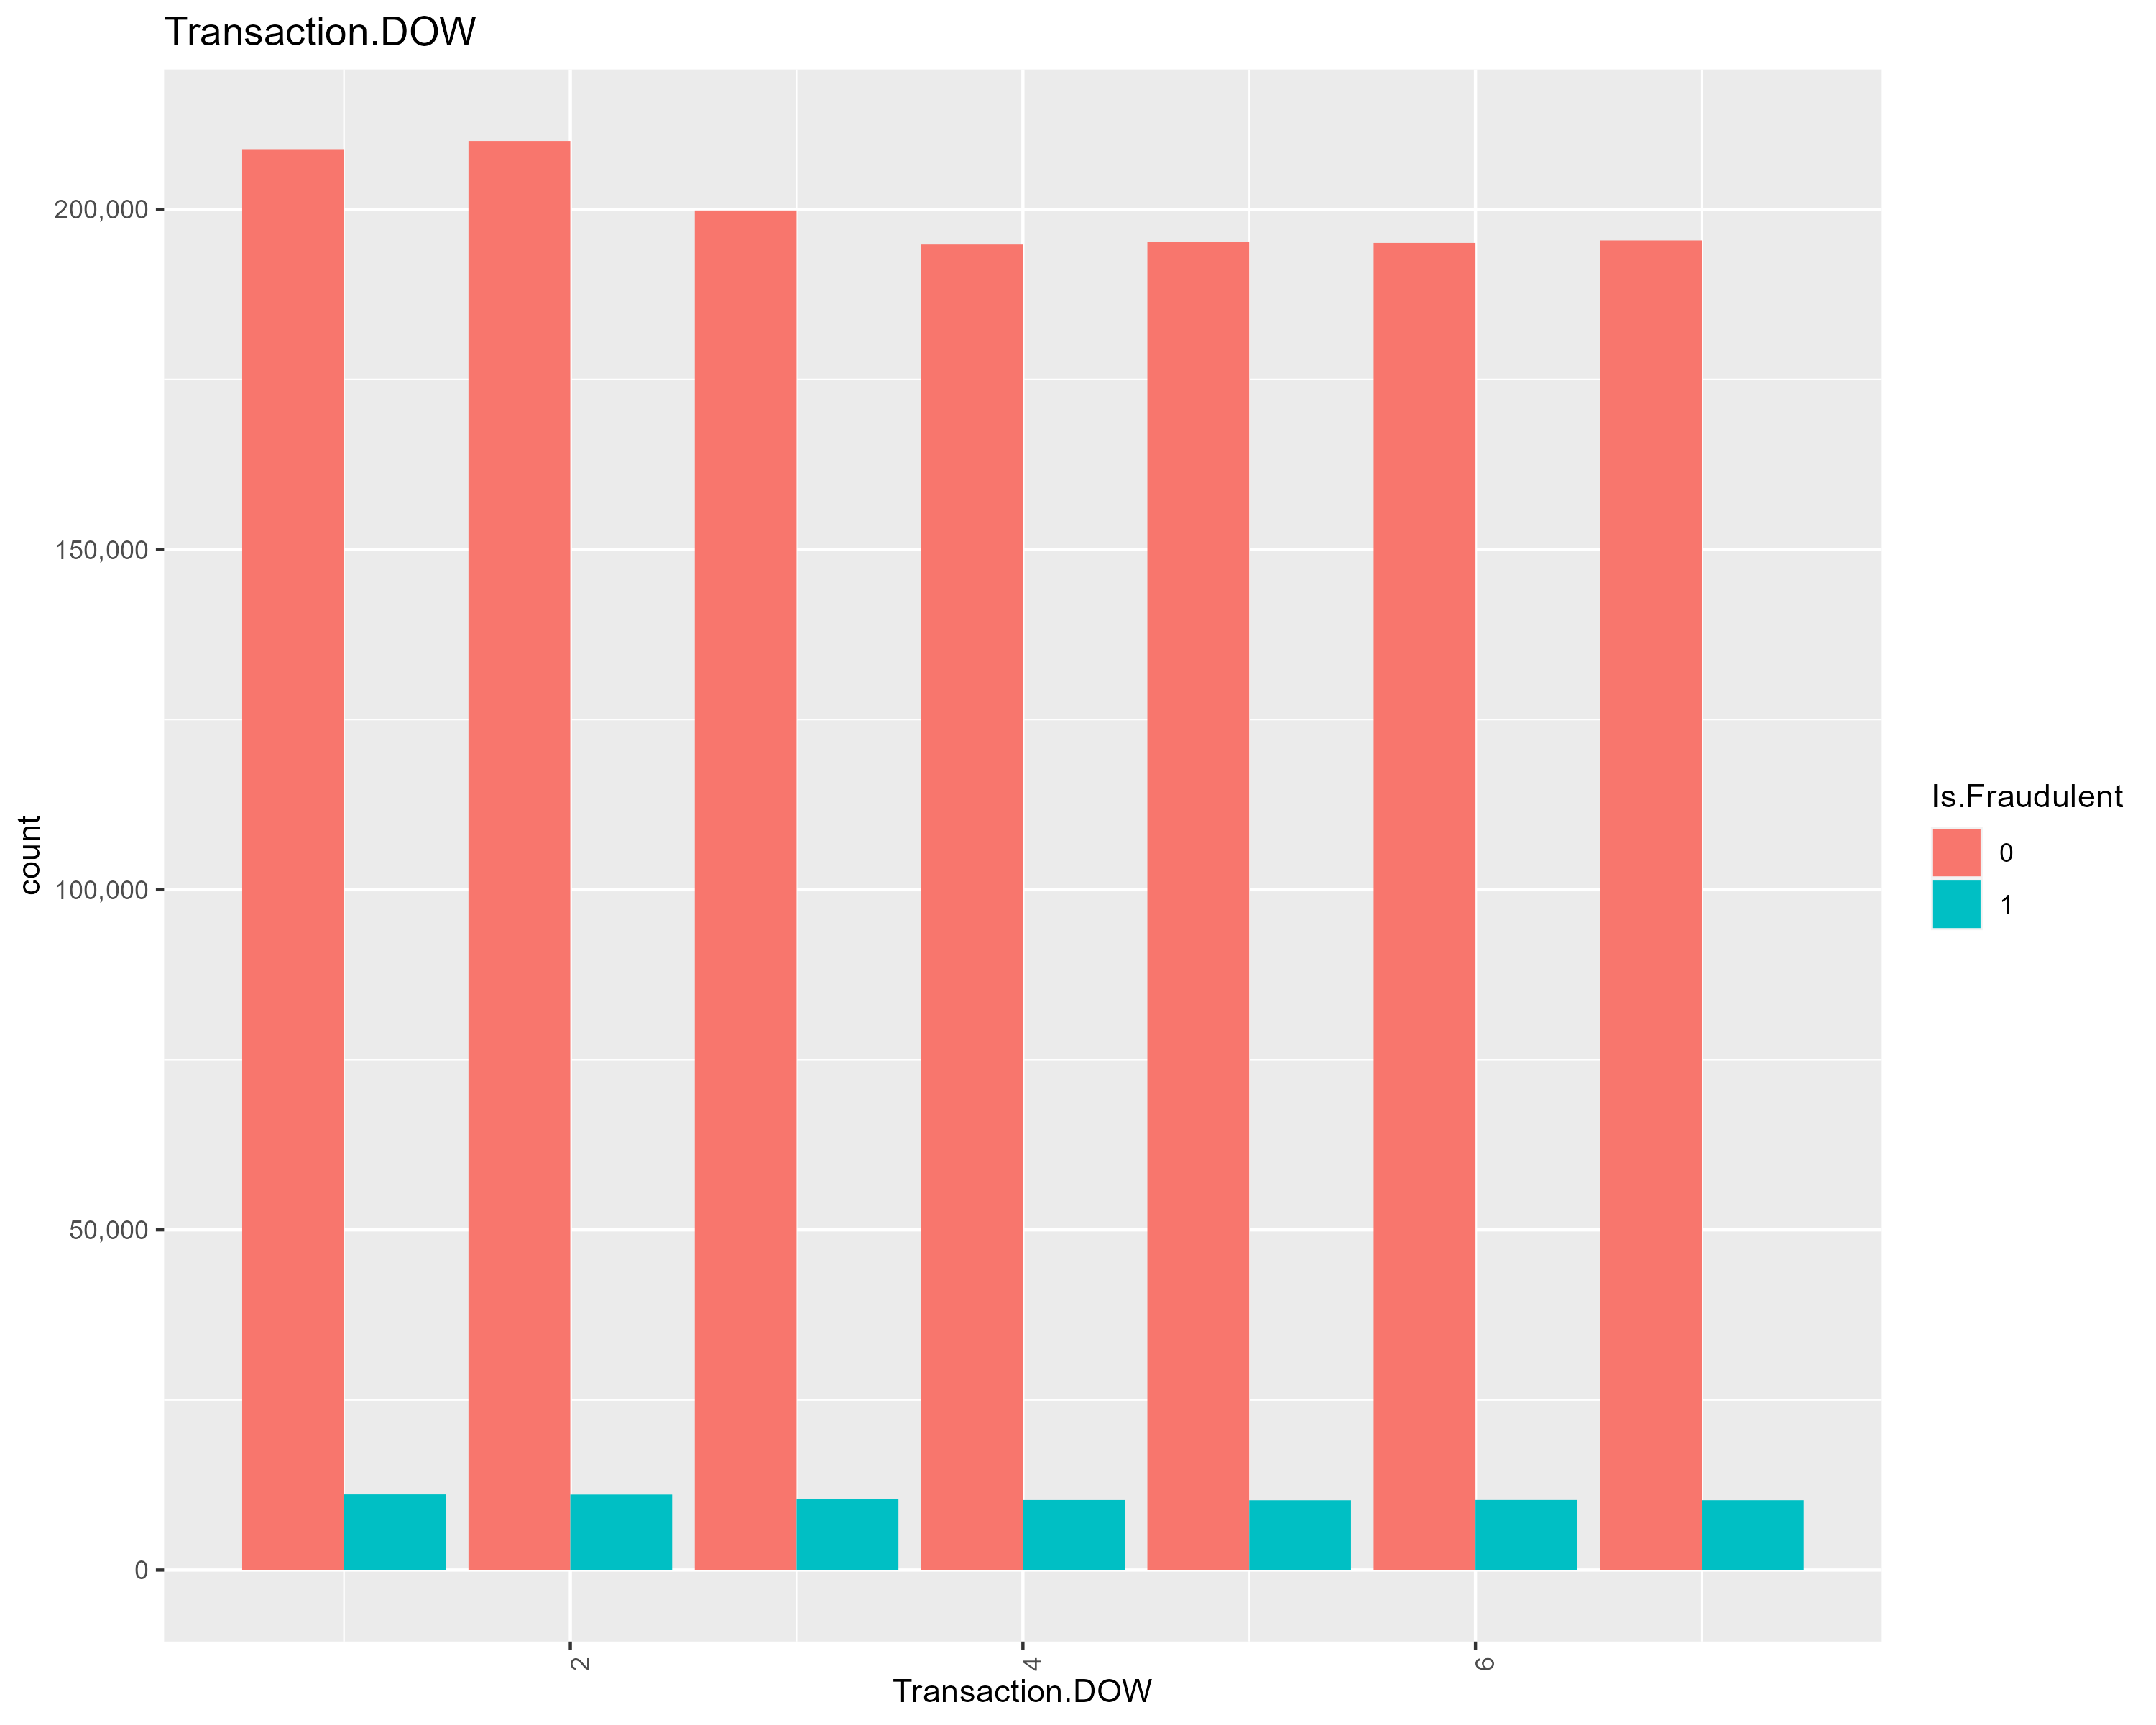 Transaction.DOW
200,000
150,000
100,000
50,000
0
count
2
4
6
Transaction.DOW
Is.Fraudulent
0
1